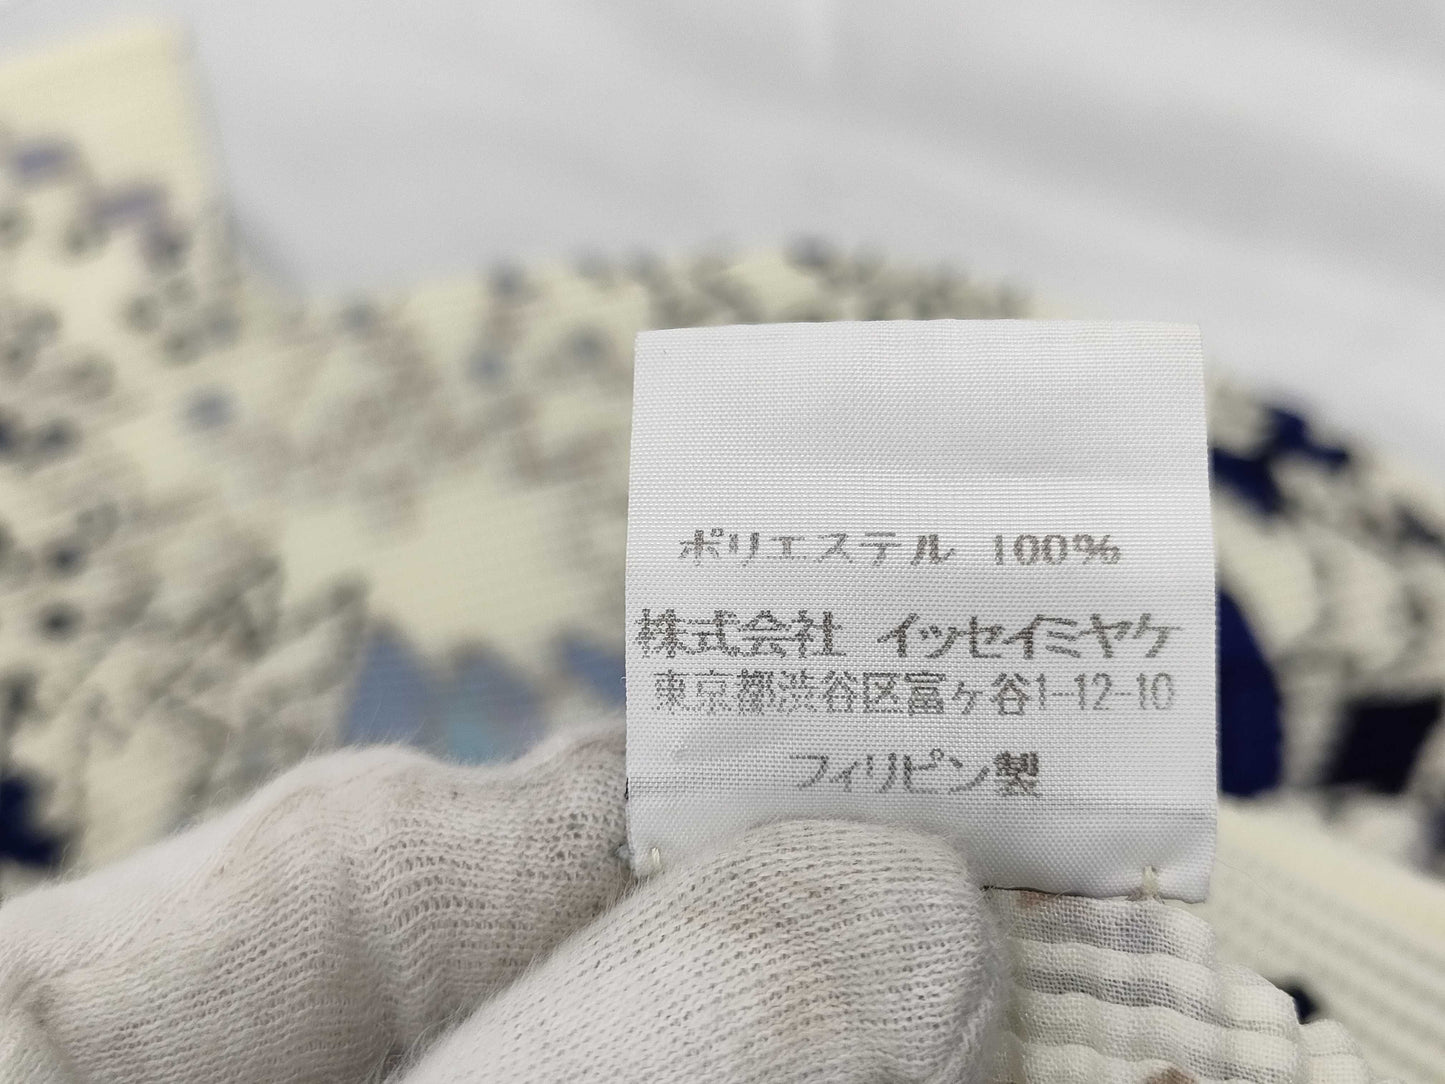 ポリエステル 100%
株式会社 イッセイミヤケ
東京都渋谷区富ヶ谷1-12-10
フィリピン製